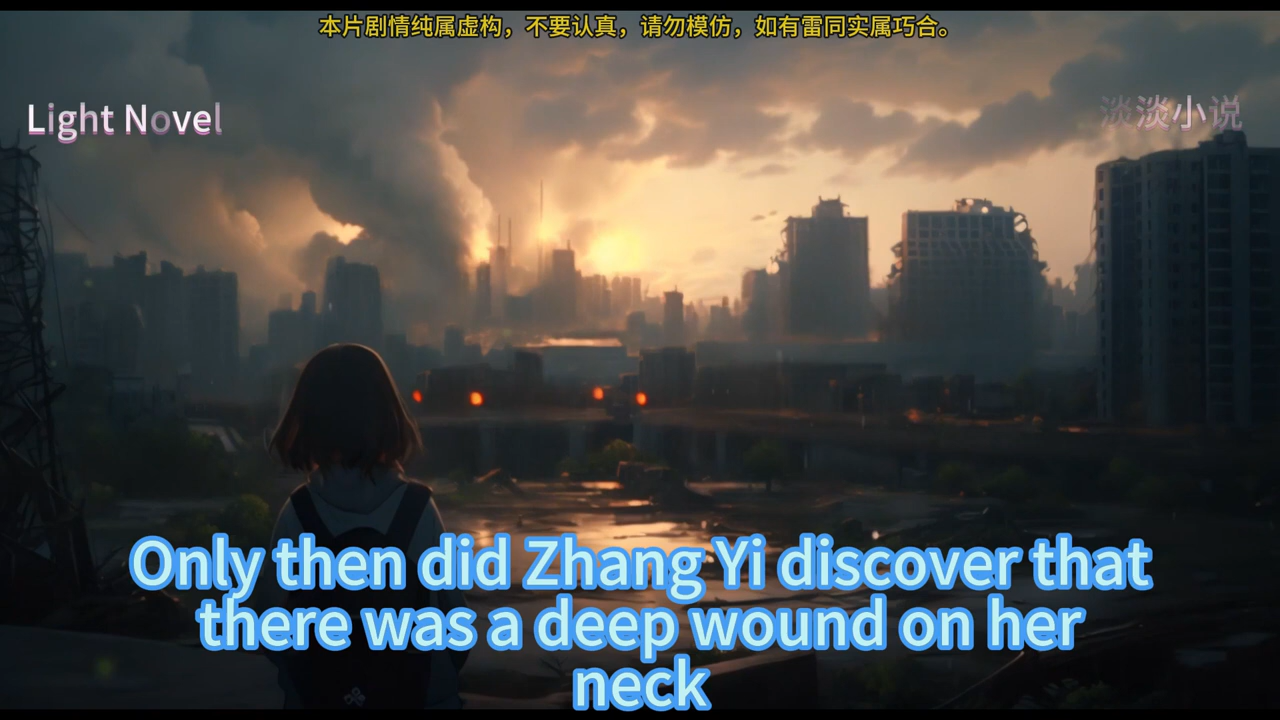 本片剧情纯属虚构，不要认真，请勿模仿，如有雷同实属巧合。
Light Novel
淡淡小说
Only then did Zhang Yi discover that
there was a deep wound on her
neck